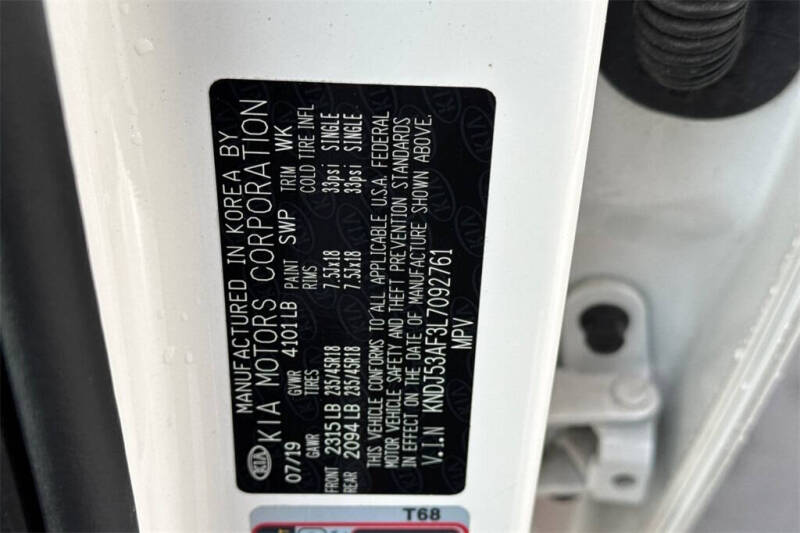 MANUFACTURED IN KOREA BY
KIA KIA MOTORS CORPORATION
07/19 GVWR 4101LB PAINT SWP TRIM WK
GAWR TIRES RIMS COLD TIRE INFL
FRONT 2315LB 235/45R18 7.5Jx18 33psi SINGLE
REAR 2094LB 235/45R18 7.5Jx18 33psi SINGLE
THIS VEHICLE CONFORMS TO ALL APPLICABLE U.S.A. FEDERAL
MOTOR VEHICLE SAFETY AND THEFT PREVENTION STANDARDS
IN EFFECT ON THE DATE OF MANUFACTURE SHOWN ABOVE.
V.I.N KNDJ53AF3L7092761
MPV
T68